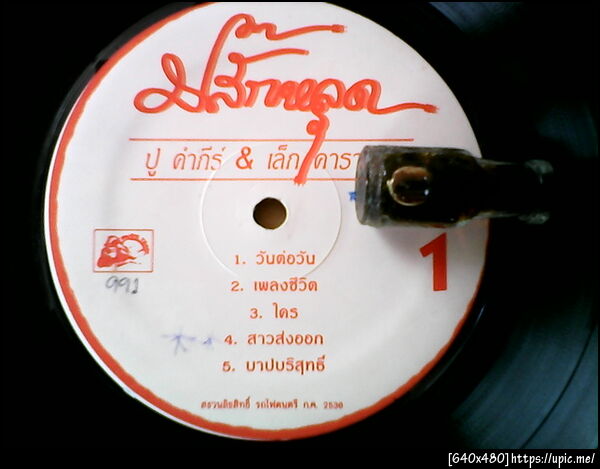 ปู คำภีร์ & เล็ก คารา
1
991
1. วันต่อวัน
2. เพลงชีวิต
3. ใคร
4. สาวส่งออก
5. บาปบริสุทธิ์
สงวนลิขสิทธิ์ รถไฟดนตรี ก.ค. 2530
[640x480]https://upic.me/